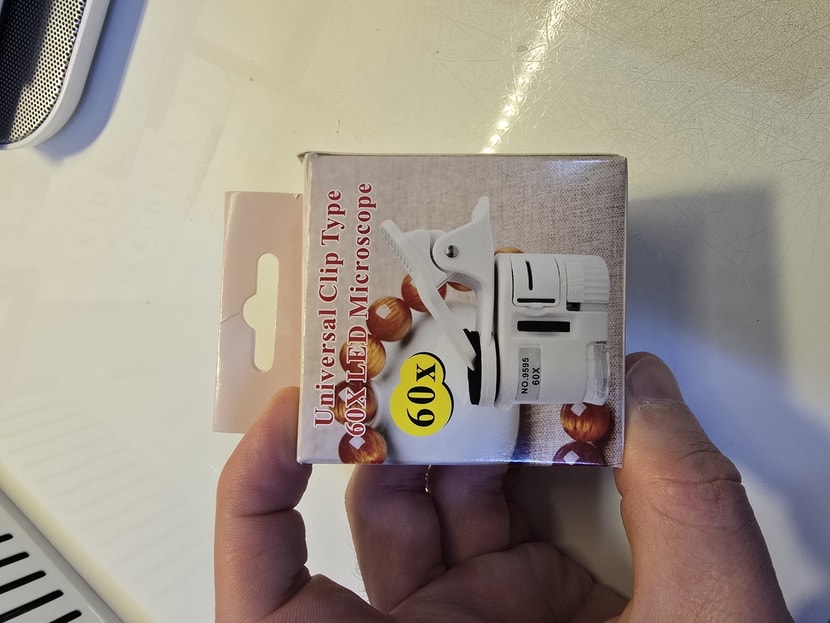 Universal Clip Type
60X LED Microscope
60x
NO.9595
60X